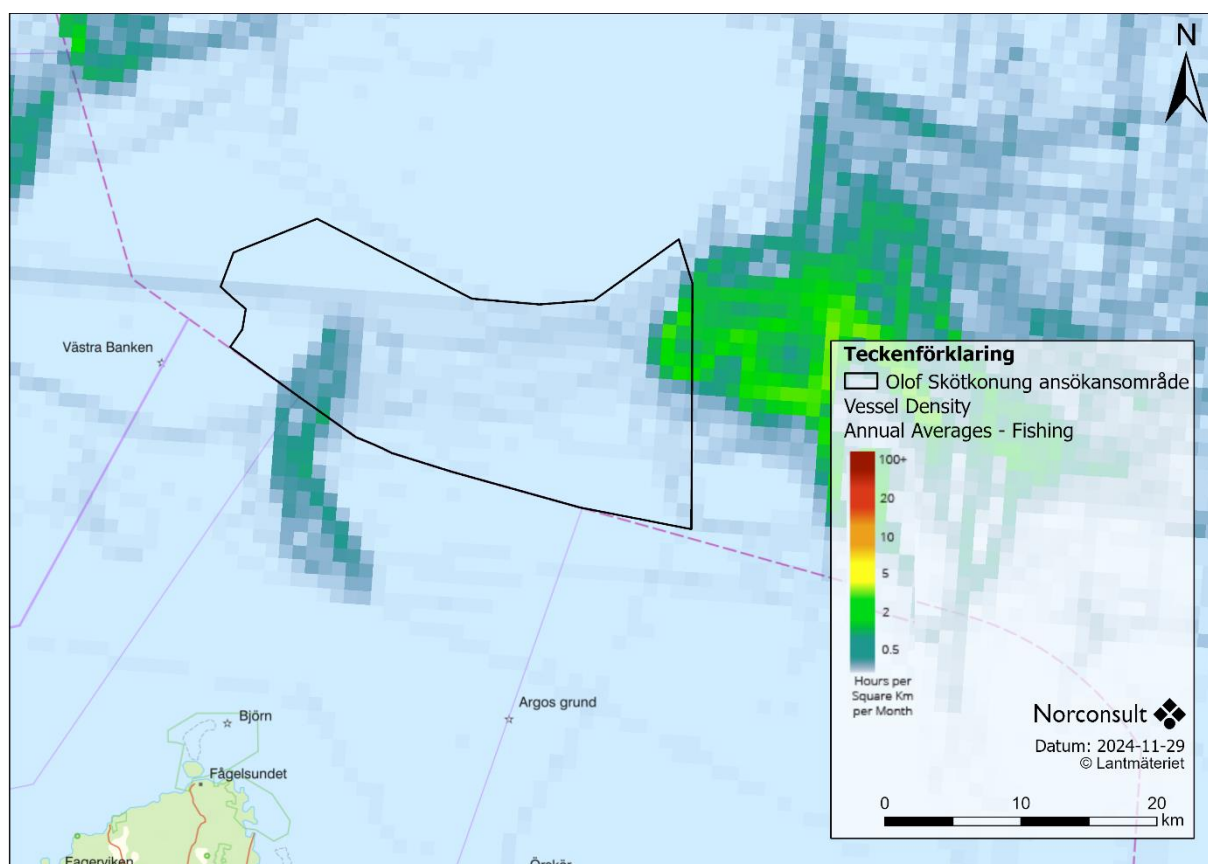 N
Västra Banken
Teckenförklaring
Olof Skötkonung ansökansområde
Vessel Density
Annual Averages - Fishing
100+
20
10
5
2
0.5
Hours per
Square Km
per Month
Norconsult
Datum: 2024-11-29
© Lantmäteriet
0 10 20
km
Argos grund
Björn
Fågelsundet
Fagerviken
Örskär